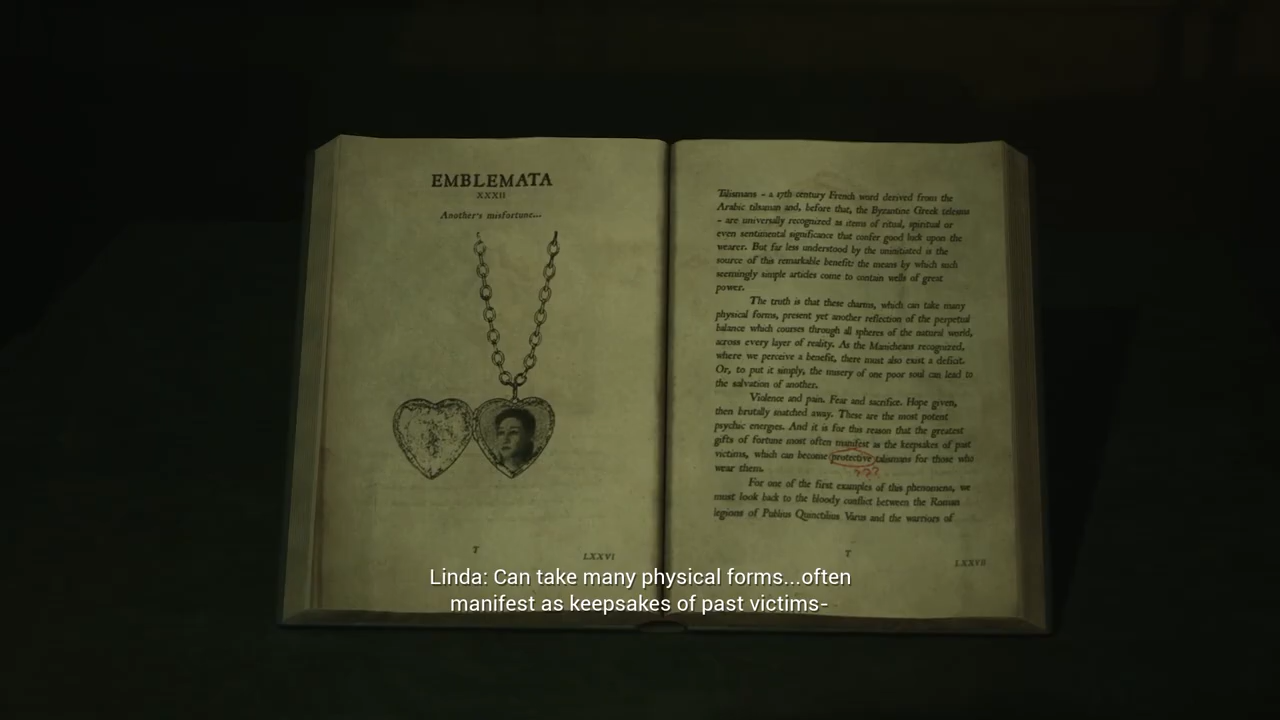 EMBLEMATA
XXXII
Another's misfortune...
T
LXXVI
Talismans - a 17th century French word derived from the
Arabic tilsaman and, before that, the Byzantine Greek telesma
- are universally recognized as items of ritual, spiritual or
even sentimental significance that confer good luck upon the
wearer. But far less understood by the uninitiated is the
source of this remarkable benefit: the means by which such
seemingly simple articles come to contain wells of great
power.
The truth is that these charms, which can take many
physical forms, present yet another reflection of the perpetual
balance which courses through all spheres of the natural world,
across every layer of reality. As the Manicheans recognized,
where we perceive a benefit, there must also exist a deficit.
Or, to put it simply, the misery of one poor soul can lead to
the salvation of another.
Violence and pain. Fear and sacrifice. Hope given,
then brutally snatched away. These are the most potent
psychic energies. And it is for this reason that the greatest
gifts of fortune most often manifest as the keepsakes of past
victims, which can become protective talismans for those who
wear them.
???
For one of the first examples of this phenomena, we
must look back to the bloody conflict between the Roman
legions of Publius Quinctilius Varus and the warriors of
T
LXXVII
Linda: Can take many physical forms...often
manifest as keepsakes of past victims-